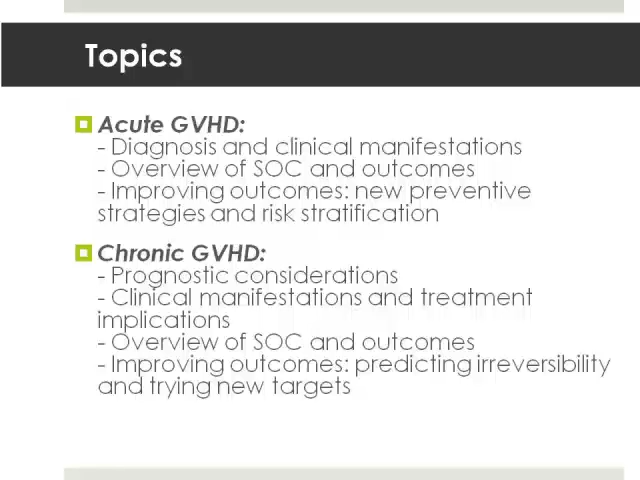 Topics
Acute GVHD:
- Diagnosis and clinical manifestations
- Overview of SOC and outcomes
- Improving outcomes: new preventive
strategies and risk stratification
Chronic GVHD:
- Prognostic considerations
- Clinical manifestations and treatment
implications
- Overview of SOC and outcomes
- Improving outcomes: predicting irreversibility
and trying new targets